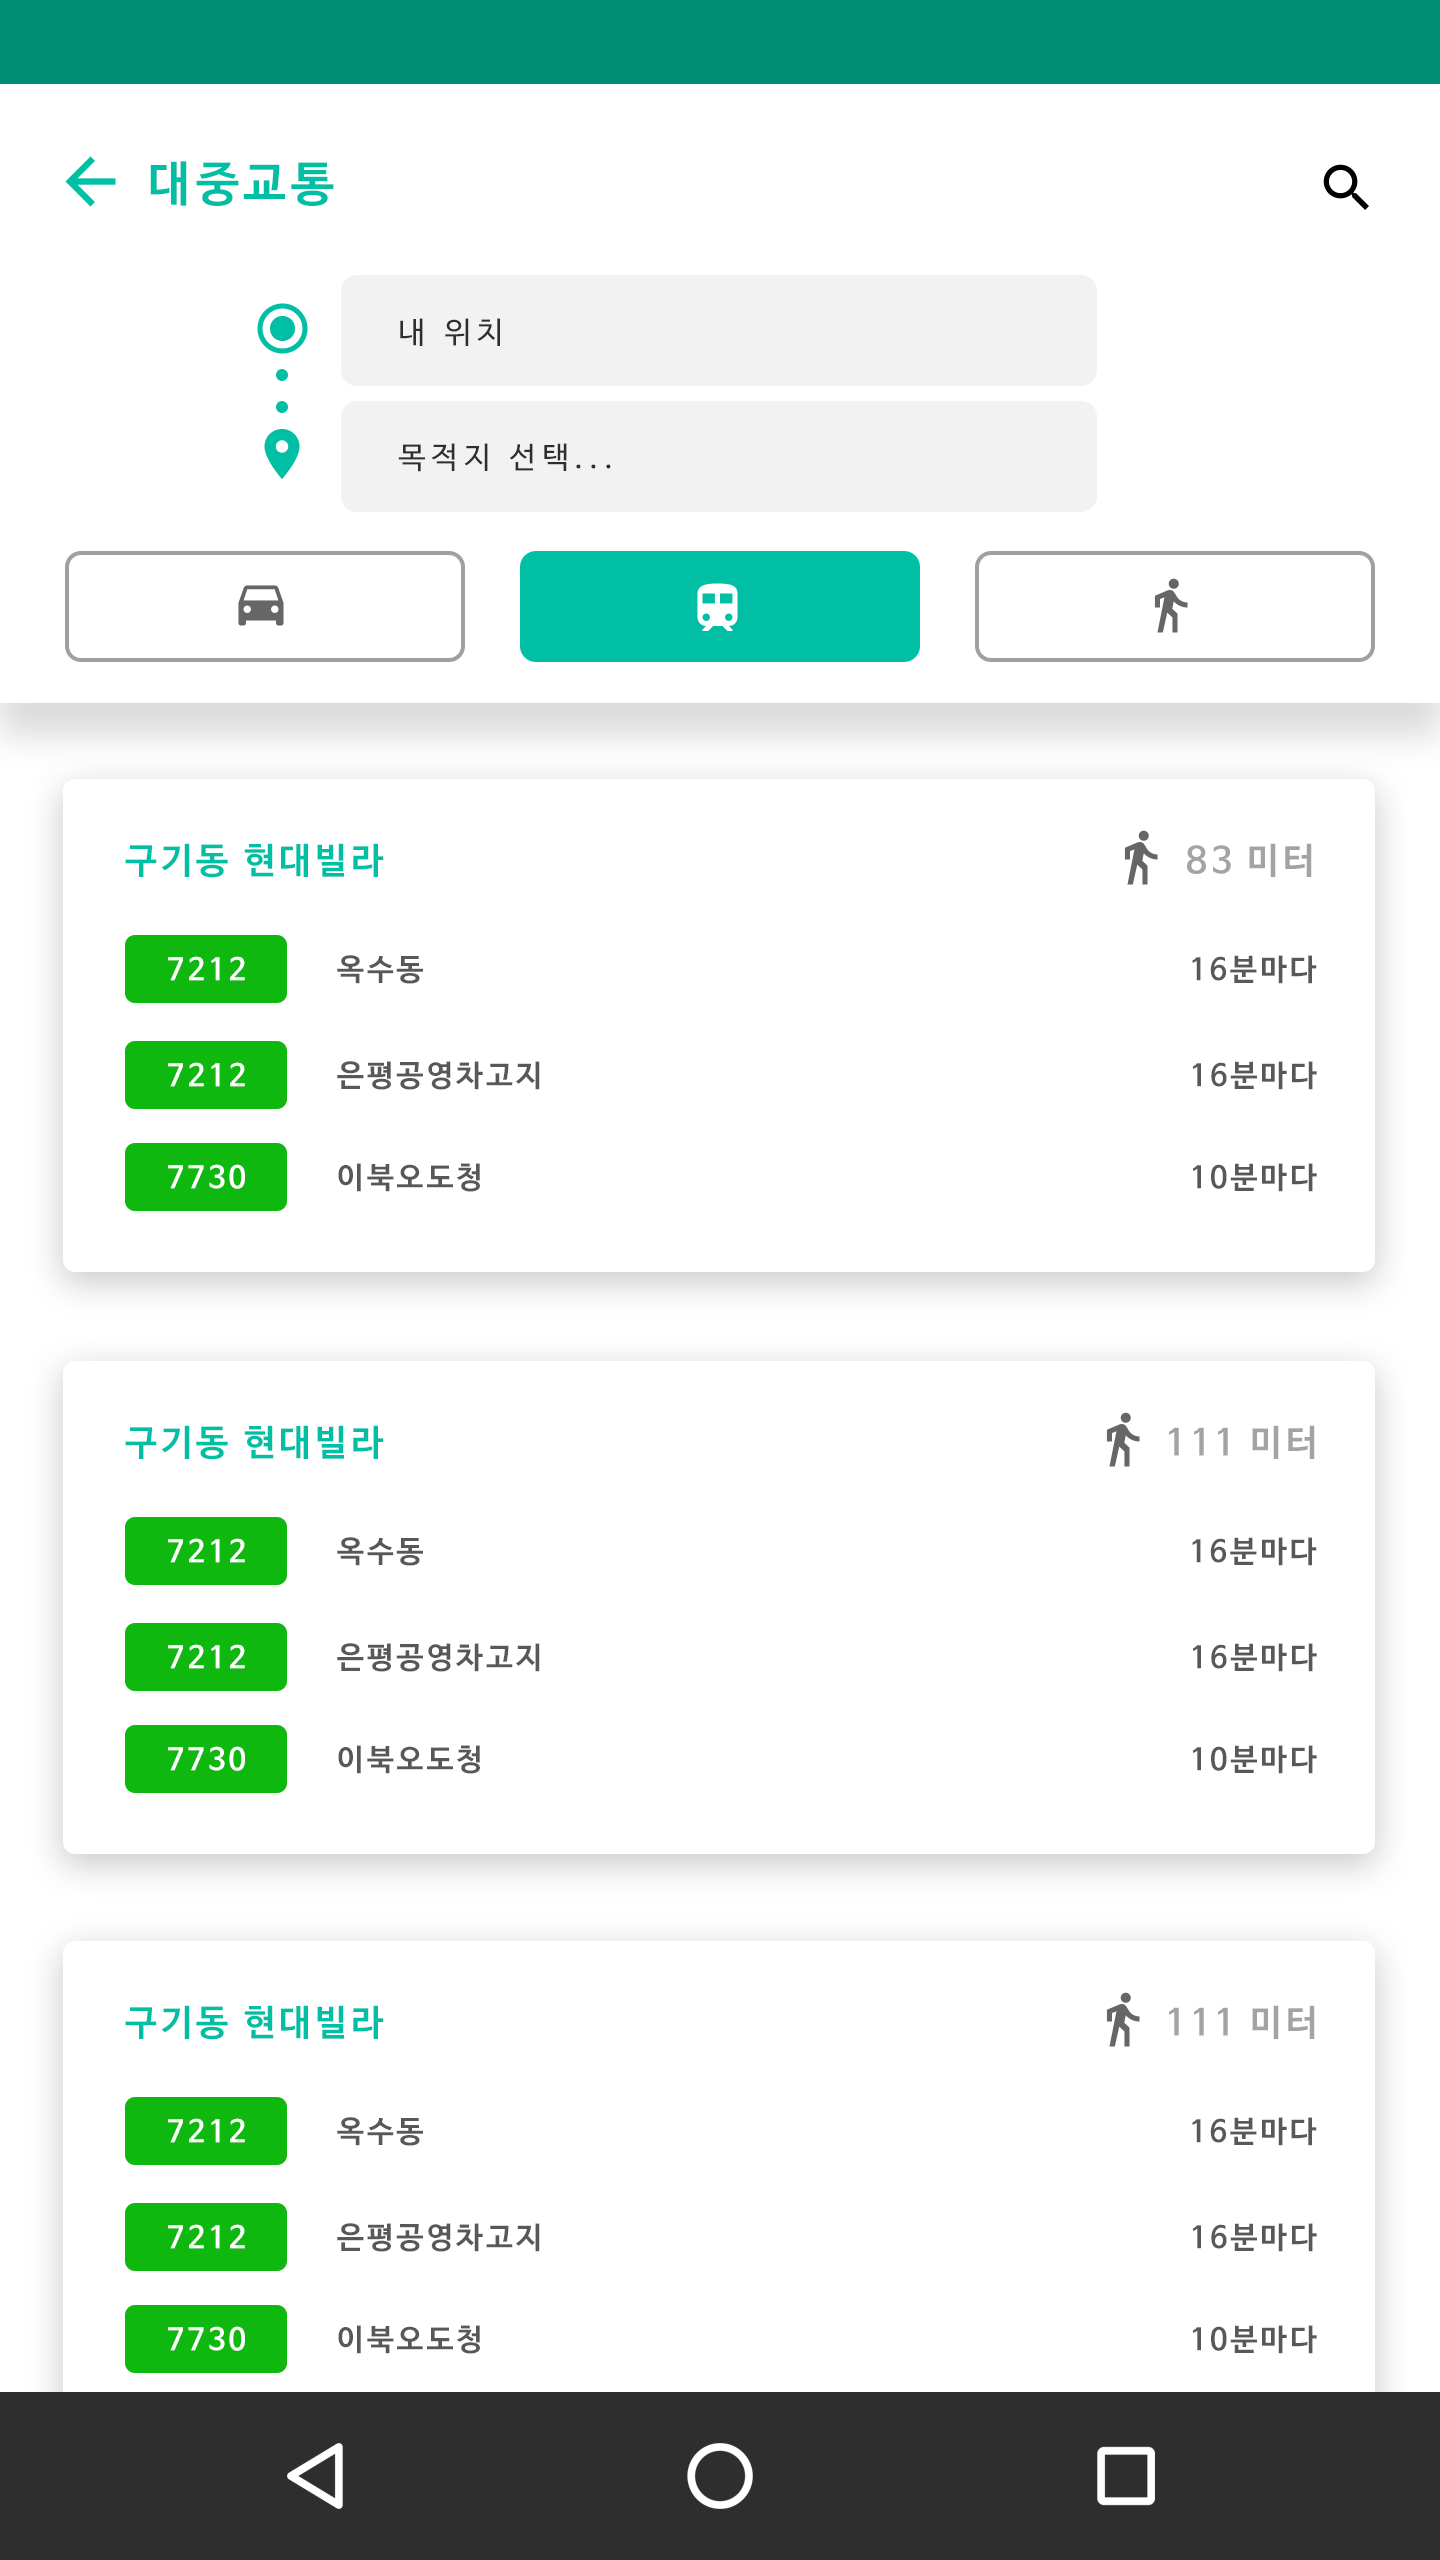 대중교통
내 위치
목적지 선택...
구기동 현대빌라 83 미터
7212 옥수동 16분마다
7212 은평공영차고지 16분마다
7730 이북오도청 10분마다
구기동 현대빌라 111 미터
7212 옥수동 16분마다
7212 은평공영차고지 16분마다
7730 이북오도청 10분마다
구기동 현대빌라 111 미터
7212 옥수동 16분마다
7212 은평공영차고지 16분마다
7730 이북오도청 10분마다